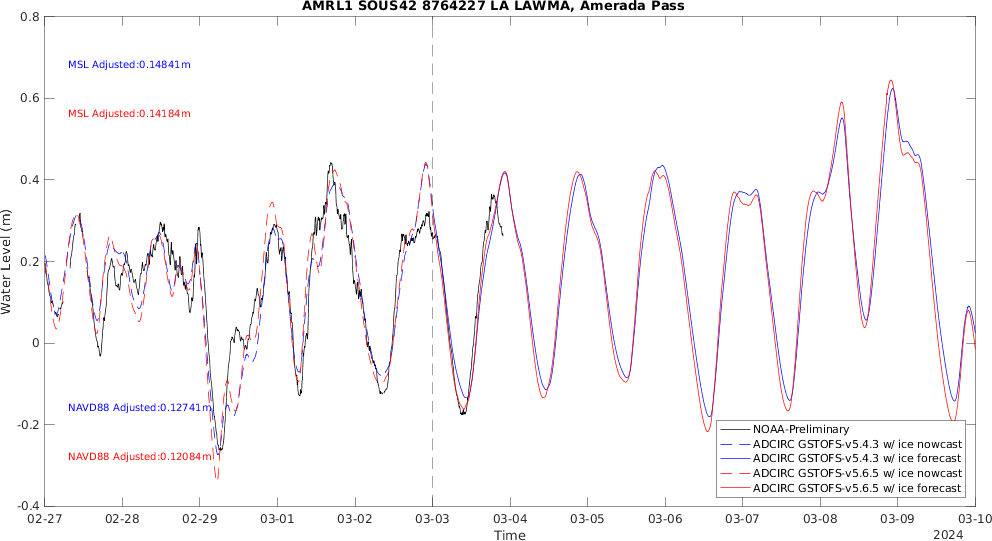 AMRL1 SOUS42 8764227 LA LAWMA, Amerada Pass
Water Level (m)
0.8
0.6
0.4
0.2
0
-0.2
-0.4
MSL Adjusted:0.14841m
MSL Adjusted:0.14184m
NAVD88 Adjusted:0.12741m
NAVD88 Adjusted:0.12084m
NOAA-Preliminary
ADCIRC GSTOFS-v5.4.3 w/ ice nowcast
ADCIRC GSTOFS-v5.4.3 w/ ice forecast
ADCIRC GSTOFS-v5.6.5 w/ ice nowcast
ADCIRC GSTOFS-v5.6.5 w/ ice forecast
02-27 02-28 02-29 03-01 03-02 03-03 03-04 03-05 03-06 03-07 03-08 03-09 03-10
Time
2024